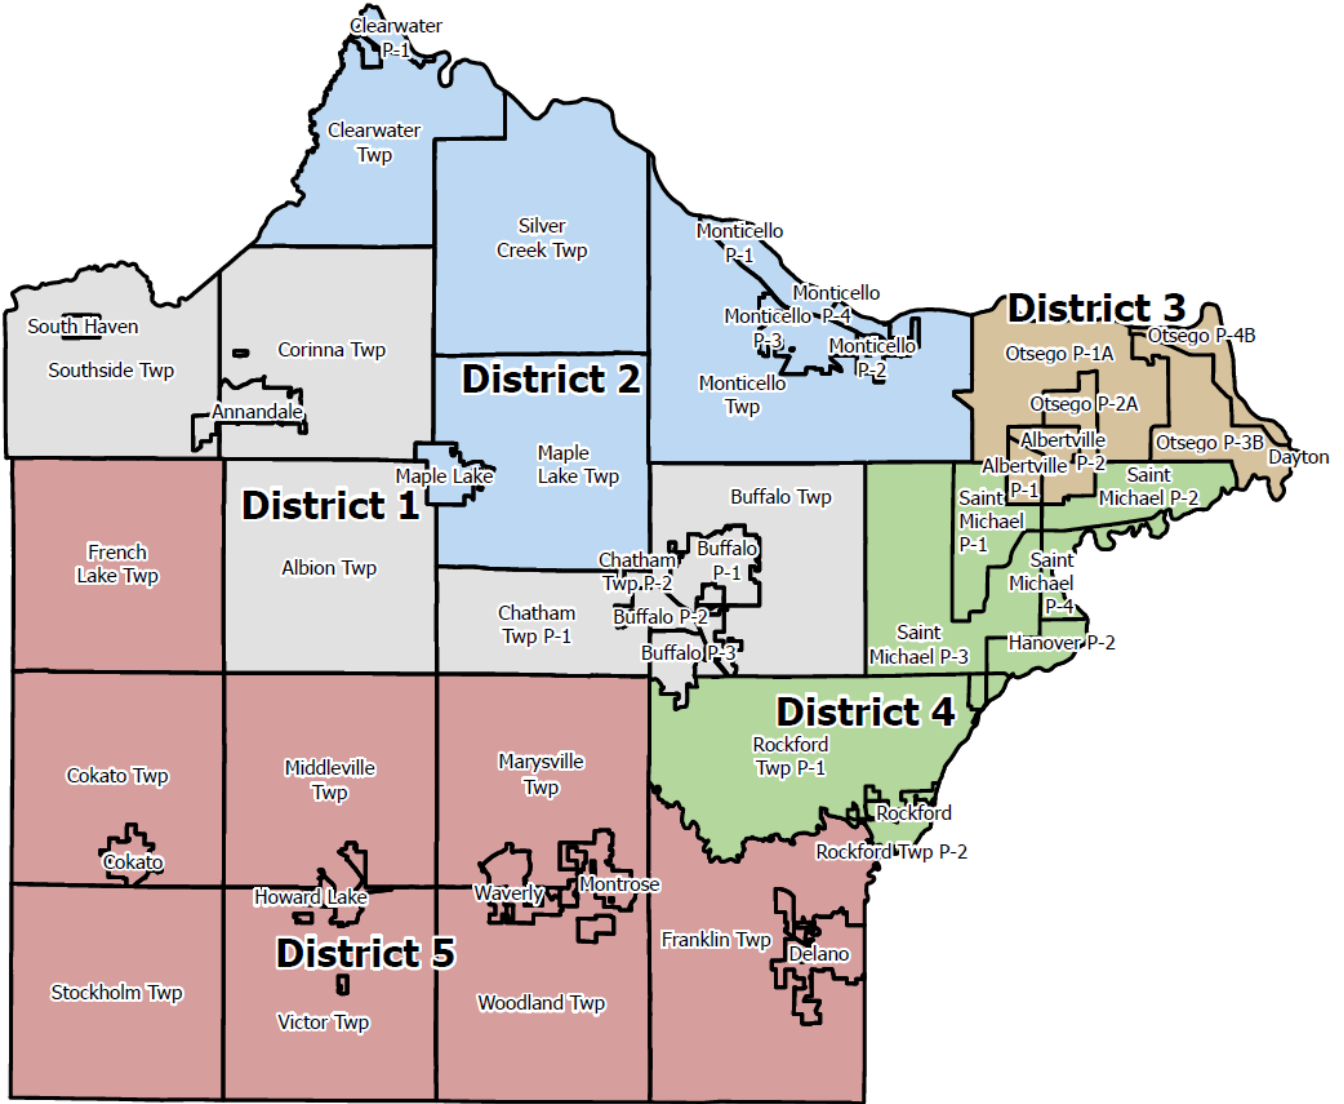 Clearwater
P-1
Clearwater
Twp
Silver
Creek Twp
Monticello
P-1
Monticello
P-4
Monticello
P-3
Monticello
P-2
Monticello
Twp
District 3
Otsego P-4B
Otsego P-1A
Otsego P-2A
Otsego P-3B
Albertville
P-2
Albertville
P-1
Dayton
South Haven
Southside Twp
Corinna Twp
Annandale
District 2
Maple Lake
Maple
Lake Twp
District 1
Buffalo Twp
Saint
Michael P-2
Saint
Michael
P-1
French
Lake Twp
Albion Twp
Chatham
Twp P-2
Buffalo
P-1
Saint
Michael
P-4
Chatham
Twp P-1
Buffalo P-2
Buffalo P-3
Saint
Michael P-3
Hanover P-2
District 4
Rockford
Twp P-1
Cokato Twp
Middleville
Twp
Marysville
Twp
Rockford
Rockford Twp P-2
Cokato
Howard Lake
Waverly
Montrose
District 5
Franklin Twp
Delano
Stockholm Twp
Victor Twp
Woodland Twp